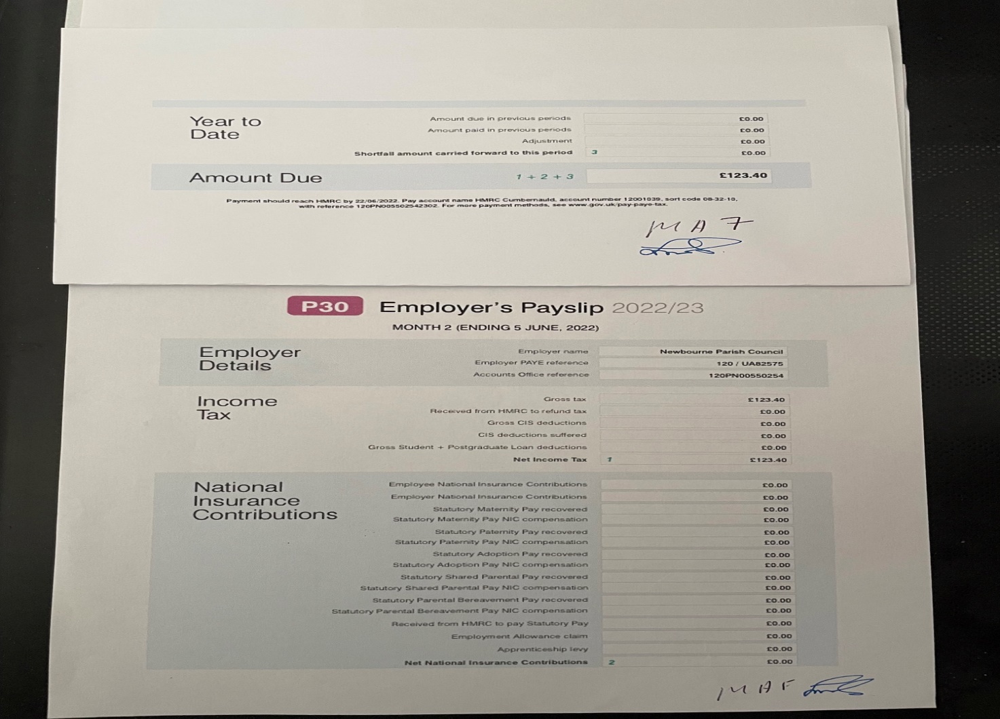 Year to
Date
Amount due in previous periods £0.00
Amount paid in previous periods £0.00
Adjustment £0.00
Shortfall amount carried forward to this period 3 £0.00
Amount Due 1 + 2 + 3 £123.40
Payment should reach HMRC by 22/06/2022. Pay account name HMRC Cumbernauld, account number 12001039, sort code 08-32-10,
with reference 120PN005502542302. For more payment methods, see www.gov.uk/pay-paye-tax.
M A F
P30 Employer's Payslip 2022/23
MONTH 2 (ENDING 5 JUNE, 2022)
Employer
Details
Employer name Newbourne Parish Council
Employer PAYE reference 120 / UA82575
Accounts Office reference 120PN00550254
Income
Tax
Gross tax £123.40
Received from HMRC to refund tax £0.00
Gross CIS deductions £0.00
CIS deductions suffered £0.00
Gross Student + Postgraduate Loan deductions £0.00
Net Income Tax 1 £123.40
National
Insurance
Contributions
Employee National Insurance Contributions £0.00
Employer National Insurance Contributions £0.00
Statutory Maternity Pay recovered £0.00
Statutory Maternity Pay NIC compensation £0.00
Statutory Paternity Pay recovered £0.00
Statutory Paternity Pay NIC compensation £0.00
Statutory Adoption Pay recovered £0.00
Statutory Adoption Pay NIC compensation £0.00
Statutory Shared Parental Pay recovered £0.00
Statutory Shared Parental Pay NIC compensation £0.00
Statutory Parental Bereavement Pay recovered £0.00
Statutory Parental Bereavement Pay NIC compensation £0.00
Received from HMRC to pay Statutory Pay £0.00
Employment Allowance claim £0.00
Apprenticeship levy £0.00
Net National Insurance Contributions 2 £0.00
M A F